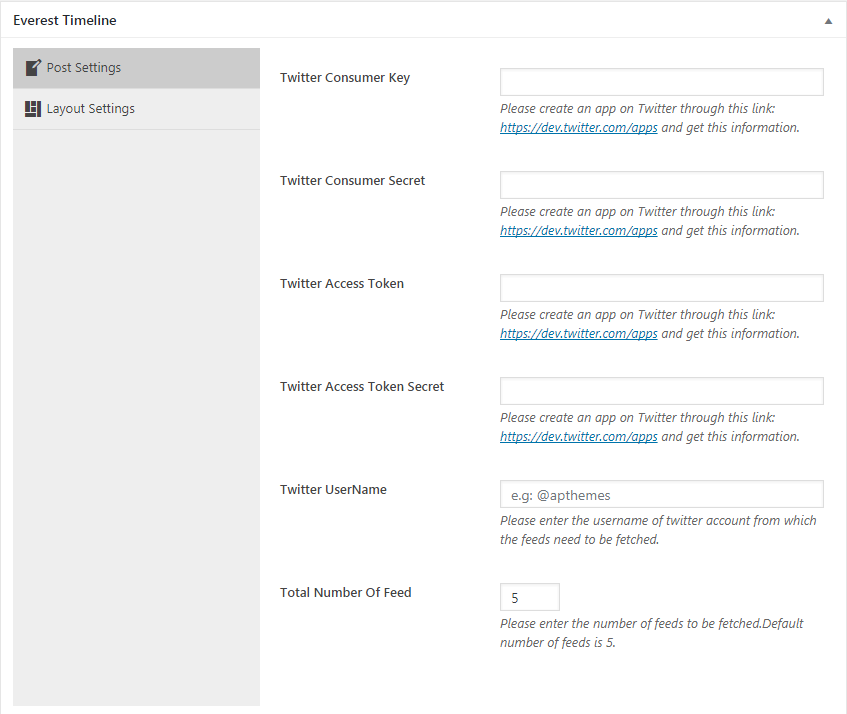 Everest Timeline
Post Settings
Layout Settings
Twitter Consumer Key
Please create an app on Twitter through this link:
https://dev.twitter.com/apps and get this information.
Twitter Consumer Secret
Please create an app on Twitter through this link:
https://dev.twitter.com/apps and get this information.
Twitter Access Token
Please create an app on Twitter through this link:
https://dev.twitter.com/apps and get this information.
Twitter Access Token Secret
Please create an app on Twitter through this link:
https://dev.twitter.com/apps and get this information.
Twitter UserName
e.g: @apthemes
Please enter the username of twitter account from which
the feeds need to be fetched.
Total Number Of Feed
5
Please enter the number of feeds to be fetched.Default
number of feeds is 5.